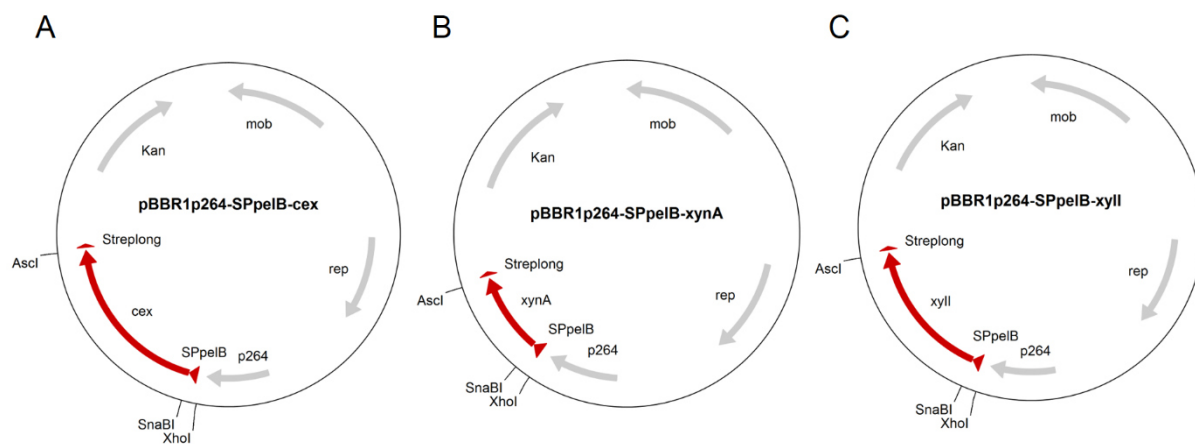 A
mob
Kan
pBBR1p264-SPpelB-cex
Streplong
AscI
rep
cex
SPpelB
p264
SnaBI
XhoI
B
mob
Kan
pBBR1p264-SPpelB-xynA
Streplong
AscI
xynA
rep
SPpelB
p264
SnaBI
XhoI
C
mob
Kan
pBBR1p264-SPpelB-xylI
Streplong
AscI
rep
xylI
SPpelB
p264
SnaBI
XhoI